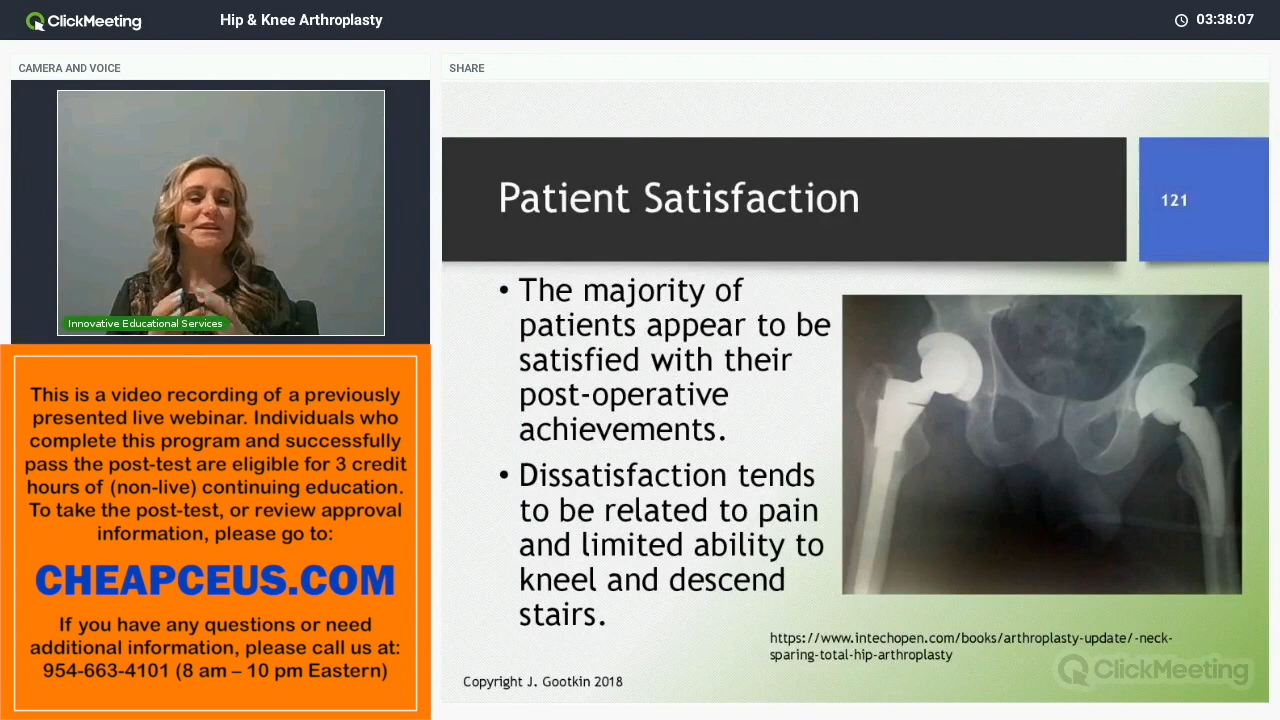 ClickMeeting
Hip & Knee Arthroplasty
03:38:07
CAMERA AND VOICE
SHARE
Innovative Educational Services
This is a video recording of a previously
presented live webinar. Individuals who
complete this program and successfully
pass the post-test are eligible for 3 credit
hours of (non-live) continuing education.
To take the post-test, or review approval
information, please go to:
CHEAPCEUS.COM
If you have any questions or need
additional information, please call us at:
954-663-4101 (8 am – 10 pm Eastern)
Patient Satisfaction
121
• The majority of
patients appear to be
satisfied with their
post-operative
achievements.
• Dissatisfaction tends
to be related to pain
and limited ability to
kneel and descend
stairs.
https://www.intechopen.com/books/arthroplasty-update/-neck-
sparing-total-hip-arthroplasty
Copyright J. Gootkin 2018
ClickMeeting